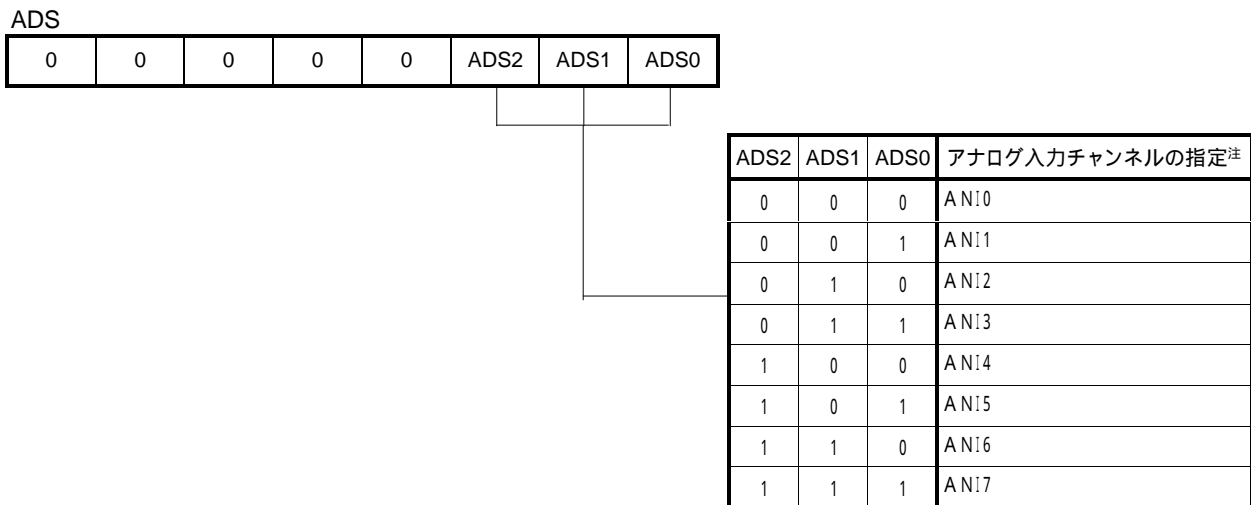 ADS
0 0 0 0 0 ADS2 ADS1 ADS0
ADS2 ADS1 ADS0 アナログ入力チャンネルの指定注
0 0 0 ANI0
0 0 1 ANI1
0 1 0 ANI2
0 1 1 ANI3
1 0 0 ANI4
1 0 1 ANI5
1 1 0 ANI6
1 1 1 ANI7